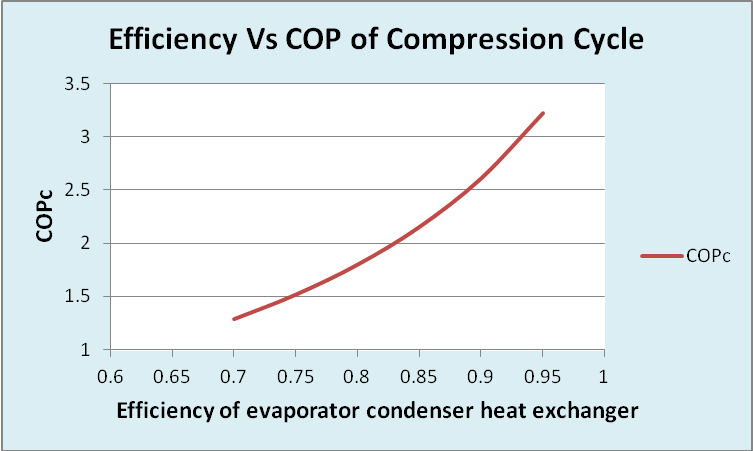 Efficiency Vs COP of Compression Cycle
3.5
3
2.5
2
1.5
1
COPc
0.6 0.65 0.7 0.75 0.8 0.85 0.9 0.95 1
Efficiency of evaporator condenser heat exchanger
COPc